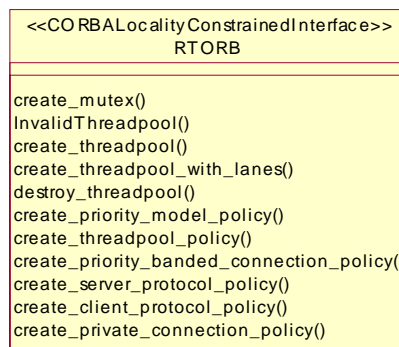 <<CORBALocalityConstrainedInterface>>
RTORB
create_mutex()
InvalidThreadpool()
create_threadpool()
create_threadpool_with_lanes()
destroy_threadpool()
create_priority_model_policy()
create_threadpool_policy()
create_priority_banded_connection_policy(
create_server_protocol_policy()
create_client_protocol_policy()
create_private_connection_policy()